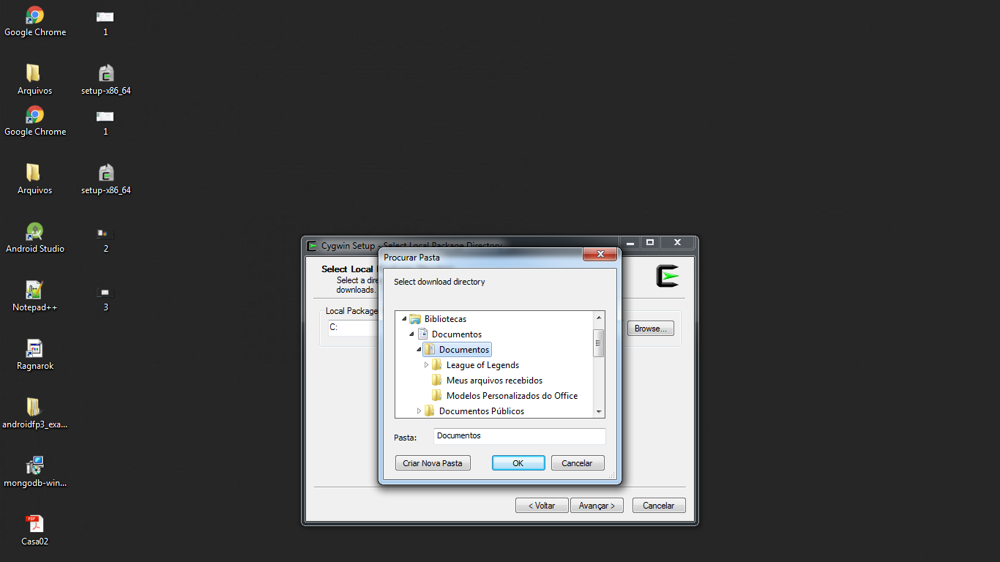 Google Chrome
1
Arquivos
setup-x86_64
Google Chrome
1
Arquivos
setup-x86_64
Android Studio
2
Notepad++
3
Ragnarok
androidfp3_exa...
mongodb-win...
PDF
Casa02
Cygwin Setup - Select Local Package Directory
Select Local
Select a dire
downloads.
Local Package
C:
Browse...
< Voltar
Avançar >
Cancelar
Procurar Pasta
Select download directory
Bibliotecas
Documentos
Documentos
League of Legends
Meus arquivos recebidos
Modelos Personalizados do Office
Documentos Públicos
Pasta:
Documentos
Criar Nova Pasta
OK
Cancelar